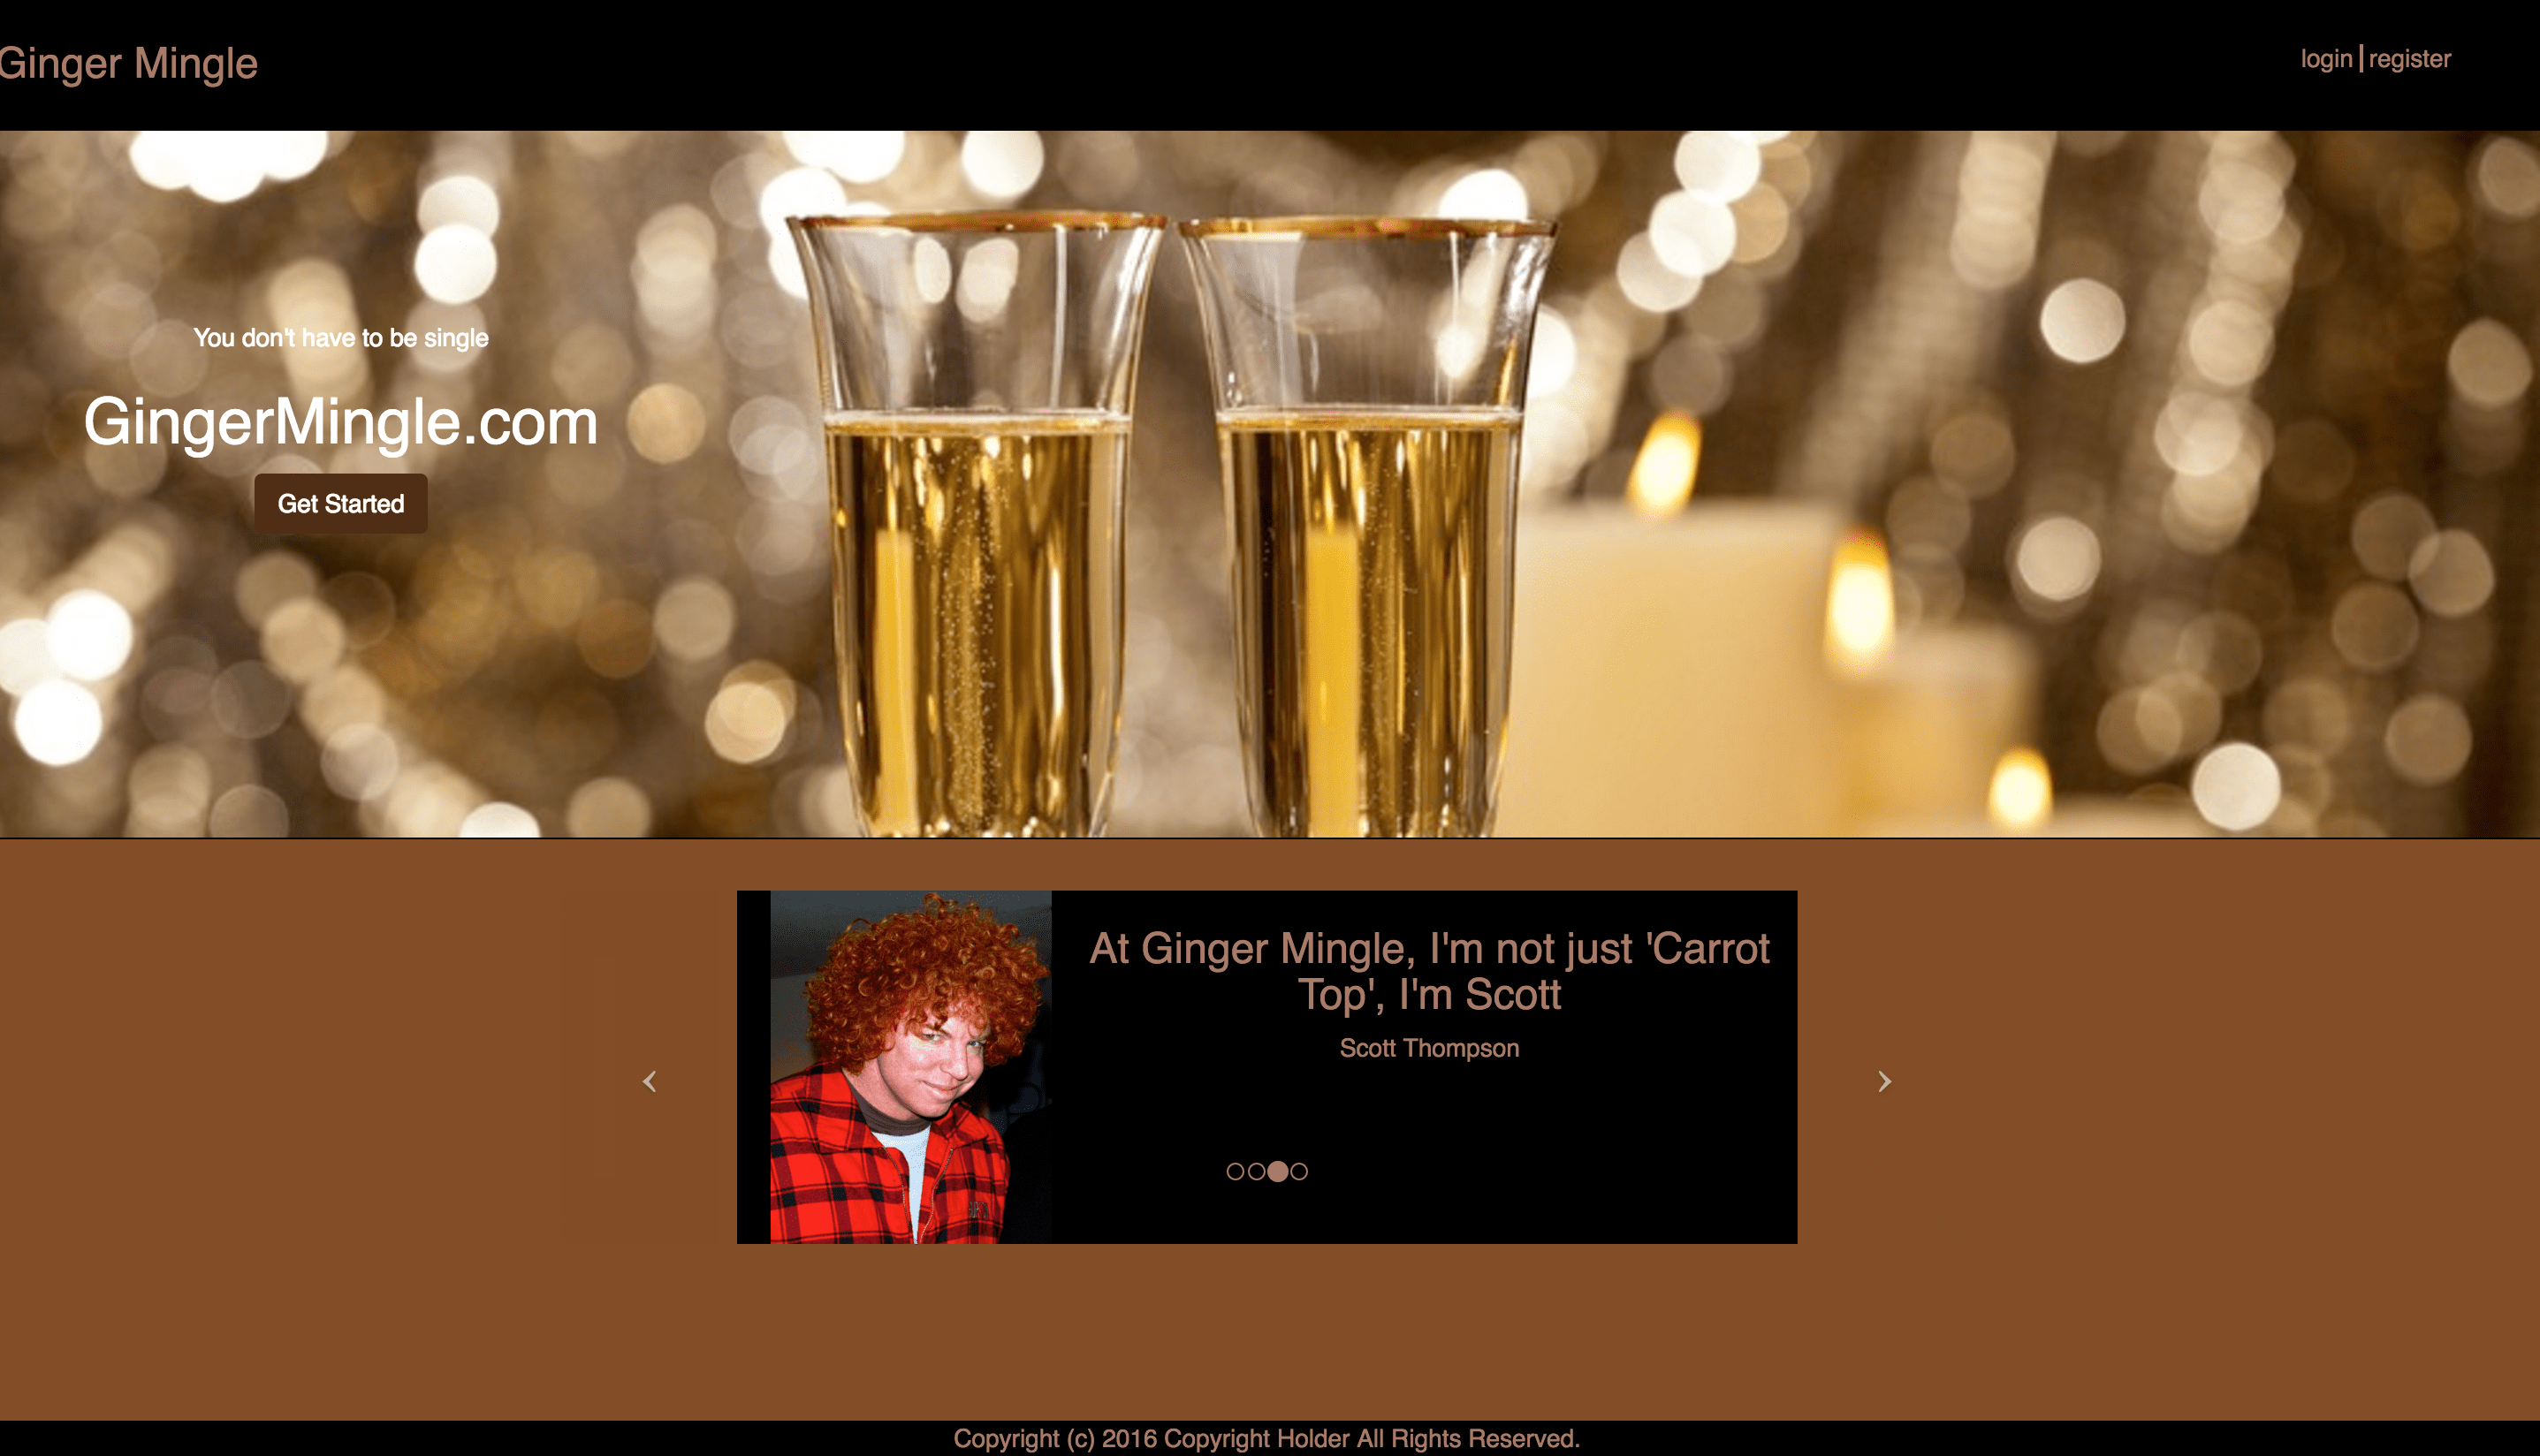 Ginger Mingle
login | register
You don't have to be single
GingerMingle.com
Get Started
At Ginger Mingle, I'm not just 'Carrot
Top', I'm Scott
Scott Thompson
Copyright (c) 2016 Copyright Holder All Rights Reserved.